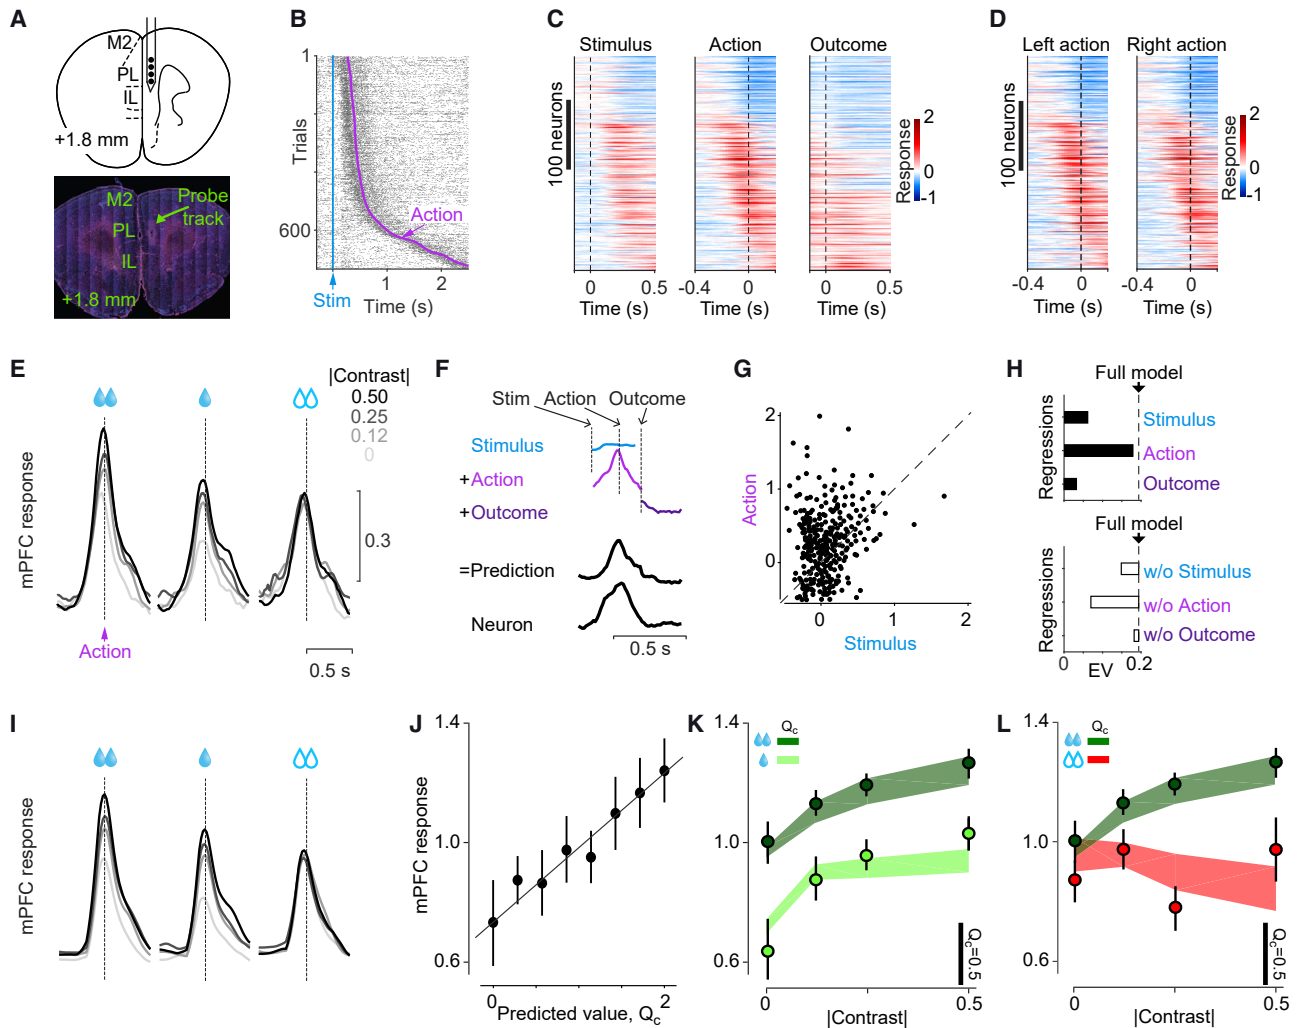 A
M2
PL
IL
+1.8 mm
M2
Probe
track
PL
IL
+1.8 mm
B
1
Trials
600
Action
Stim
1
2
Time (s)
C
Stimulus
Action
Outcome
100 neurons
0
0.5
-0.4
0
0
0.5
Time (s)
Time (s)
Time (s)
2
0
-1
Response
D
Left action
Right action
100 neurons
-0.4
0
-0.4
0
Time (s)
Time (s)
2
0
-1
Response
E
|Contrast|
0.50
0.25
0.12
0
mPFC response
0.3
Action
0.5 s
F
Stim
Action
Outcome
Stimulus
+Action
+Outcome
=Prediction
Neuron
0.5 s
G
2
1
0
Action
0
1
2
Stimulus
H
Full model
Regressions
Stimulus
Action
Outcome
Full model
Regressions
w/o Stimulus
w/o Action
w/o Outcome
0
EV
0.2
I
mPFC response
J
1.4
1.0
0.6
mPFC response
0
2
Predicted value, Qc
K
1.4
1.0
0.6
Qc
Qc=0.5
0
0.5
|Contrast|
L
1.4
1.0
0.6
Qc
Qc=0.5
0
0.5
|Contrast|